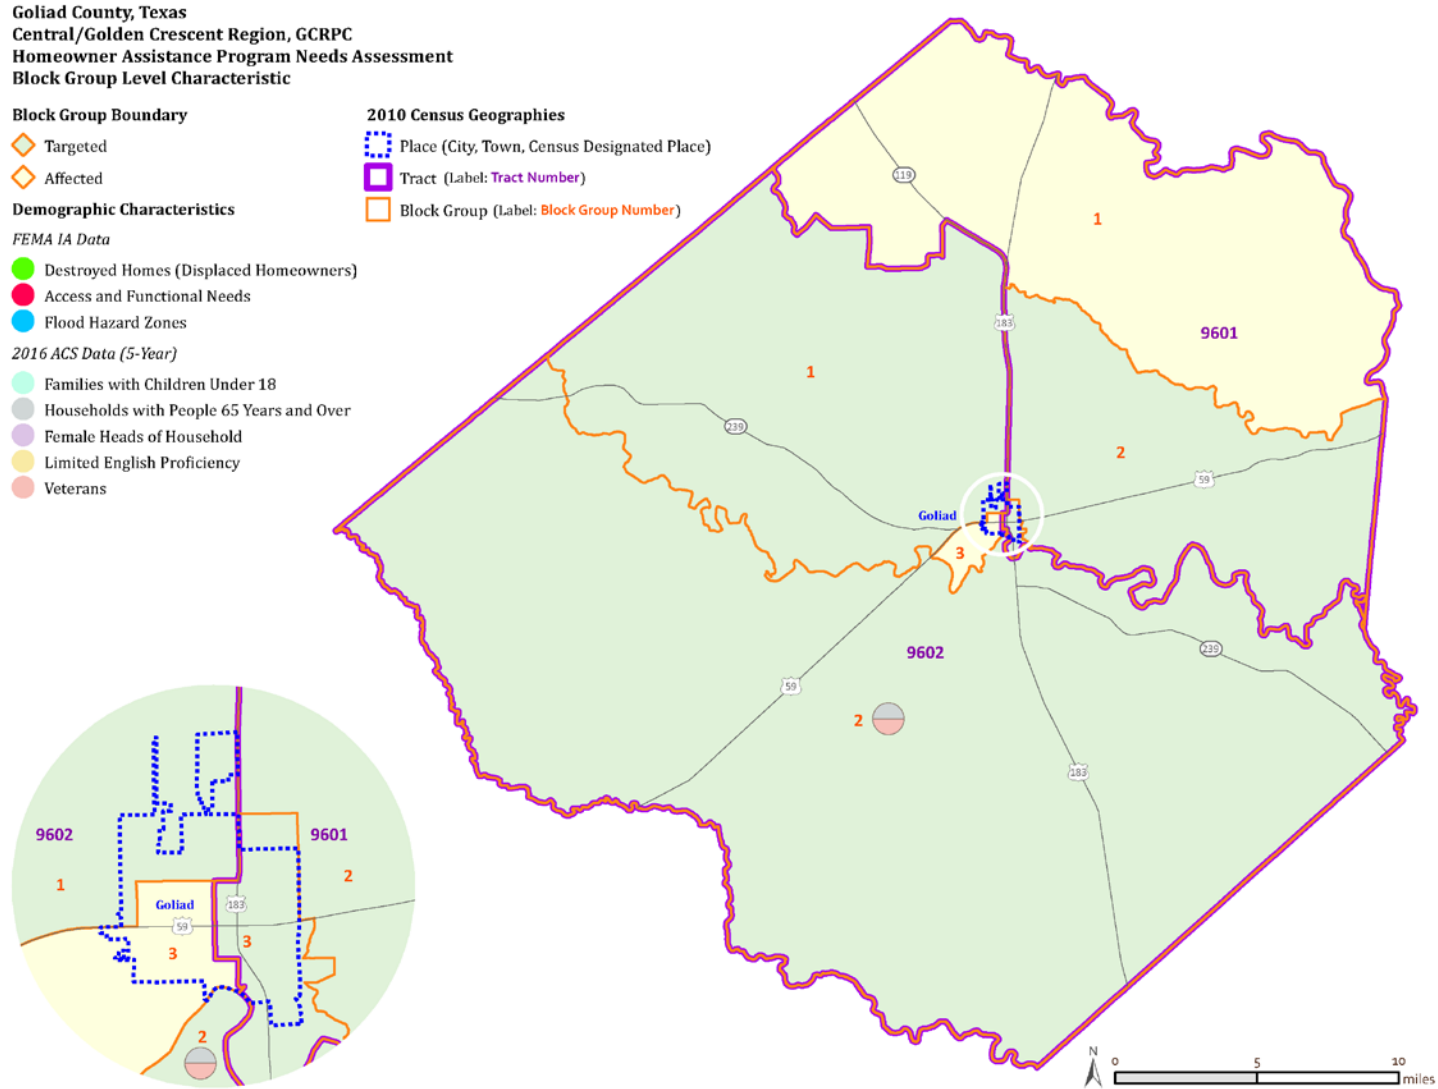 Goliad County, Texas
Central/Golden Crescent Region, GCRPC
Homeowner Assistance Program Needs Assessment
Block Group Level Characteristic
Block Group Boundary
Targeted
Affected
Demographic Characteristics
FEMA IA Data
Destroyed Homes (Displaced Homeowners)
Access and Functional Needs
Flood Hazard Zones
2016 ACS Data (5-Year)
Families with Children Under 18
Households with People 65 Years and Over
Female Heads of Household
Limited English Proficiency
Veterans
2010 Census Geographies
Place (City, Town, Census Designated Place)
Tract (Label: Tract Number)
Block Group (Label: Block Group Number)
119
1
183
9601
1
239
2
59
Goliad
3
9602
239
59
2
183
9602
9601
1
2
Goliad
183
59
3
3
2
N
0 5 10
miles